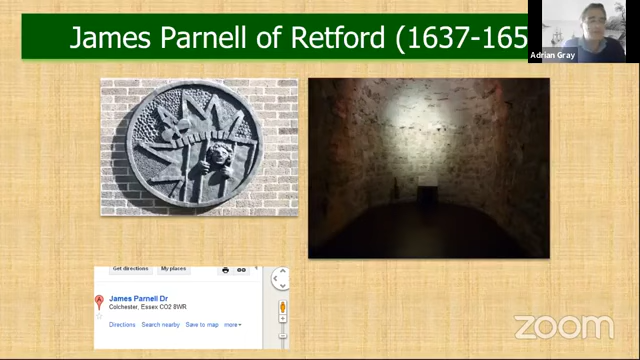 James Parnell of Retford (1637-165
Adrian Gray
Get directions My places
A James Parnell Dr
Colchester, Essex CO2 8WR
Directions Search nearby Save to map more
zoom